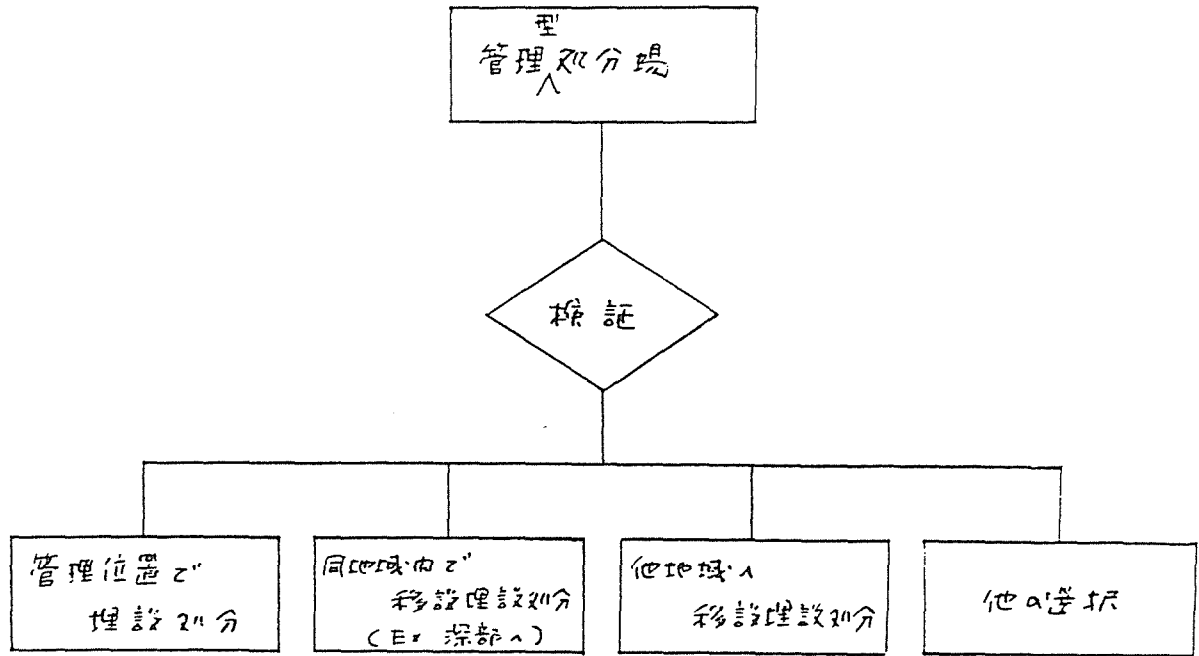 型
管理処分場
検証
管理位置で
埋設処分
同地域内で
移設埋設処分
(Ex 深部へ)
他地域へ
移設埋設処分
他の選択